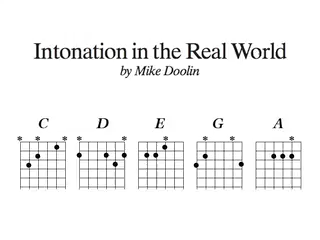 Intonation in the Real World
by Mike Doolin
C D E G A
* * * * * * * * *